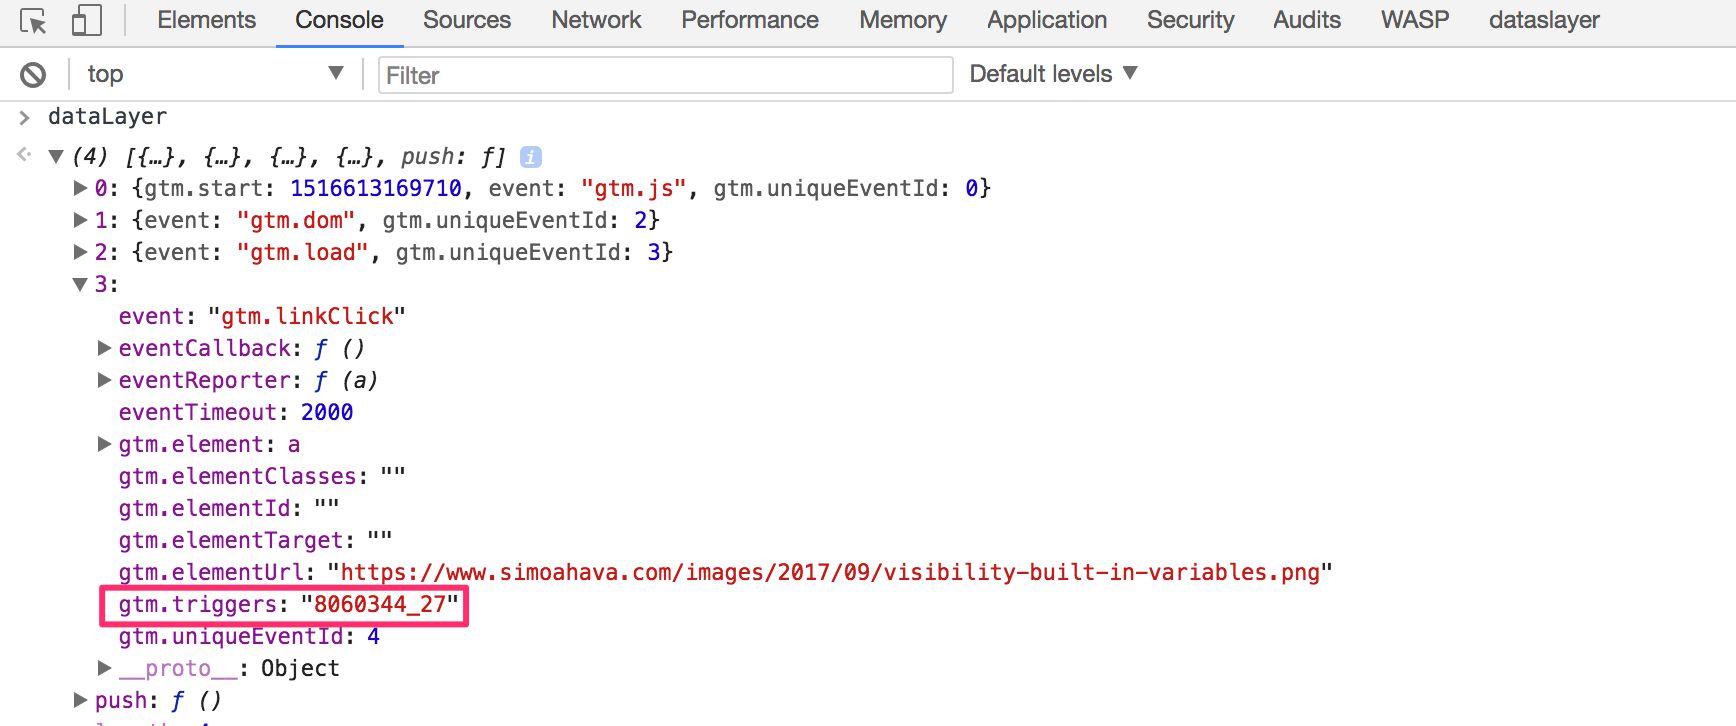 Elements Console Sources Network Performance Memory Application Security Audits WASP dataslayer
top Filter Default levels
dataLayer
(4) [{…}, {…}, {…}, {…}, push: ƒ] i
0: {gtm.start: 1516613169710, event: "gtm.js", gtm.uniqueEventId: 0}
1: {event: "gtm.dom", gtm.uniqueEventId: 2}
2: {event: "gtm.load", gtm.uniqueEventId: 3}
3:
event: "gtm.linkClick"
eventCallback: ƒ ()
eventReporter: ƒ (a)
eventTimeout: 2000
gtm.element: a
gtm.elementClasses: ""
gtm.elementId: ""
gtm.elementTarget: ""
gtm.elementUrl: "https://www.simoahava.com/images/2017/09/visibility-built-in-variables.png"
gtm.triggers: "8060344_27"
gtm.uniqueEventId: 4
__proto__: Object
push: ƒ ()